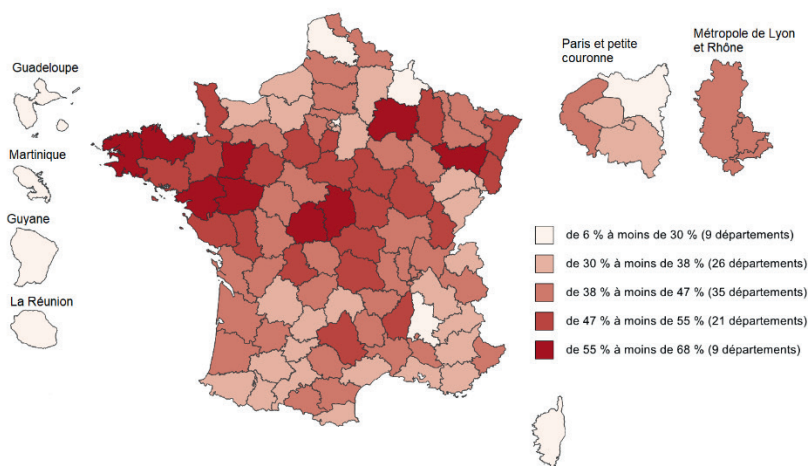 Guadeloupe
Martinique
Guyane
La Réunion
Paris et petite
couronne
Métropole de Lyon
et Rhône
de 6 % à moins de 30 % (9 départements)
de 30 % à moins de 38 % (26 départements)
de 38 % à moins de 47 % (35 départements)
de 47 % à moins de 55 % (21 départements)
de 55 % à moins de 68 % (9 départements)